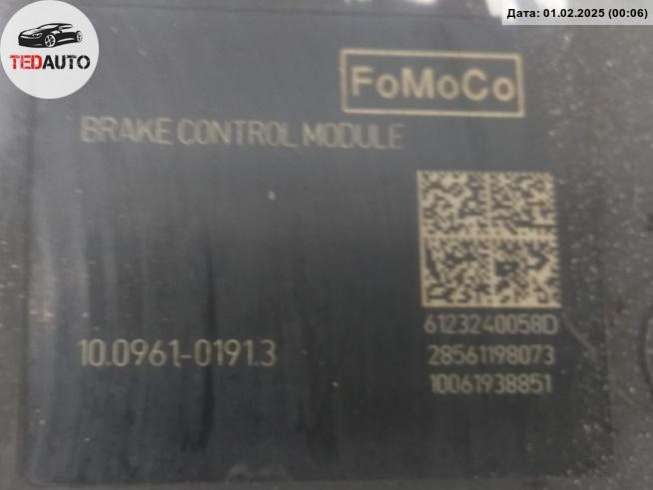 TEDAUTO
Дата: 01.02.2025 (00:06)
FoMoCo
BRAKE CONTROL MODULE
6123240058D
10.0961-0191.3
28561198073
10061938851